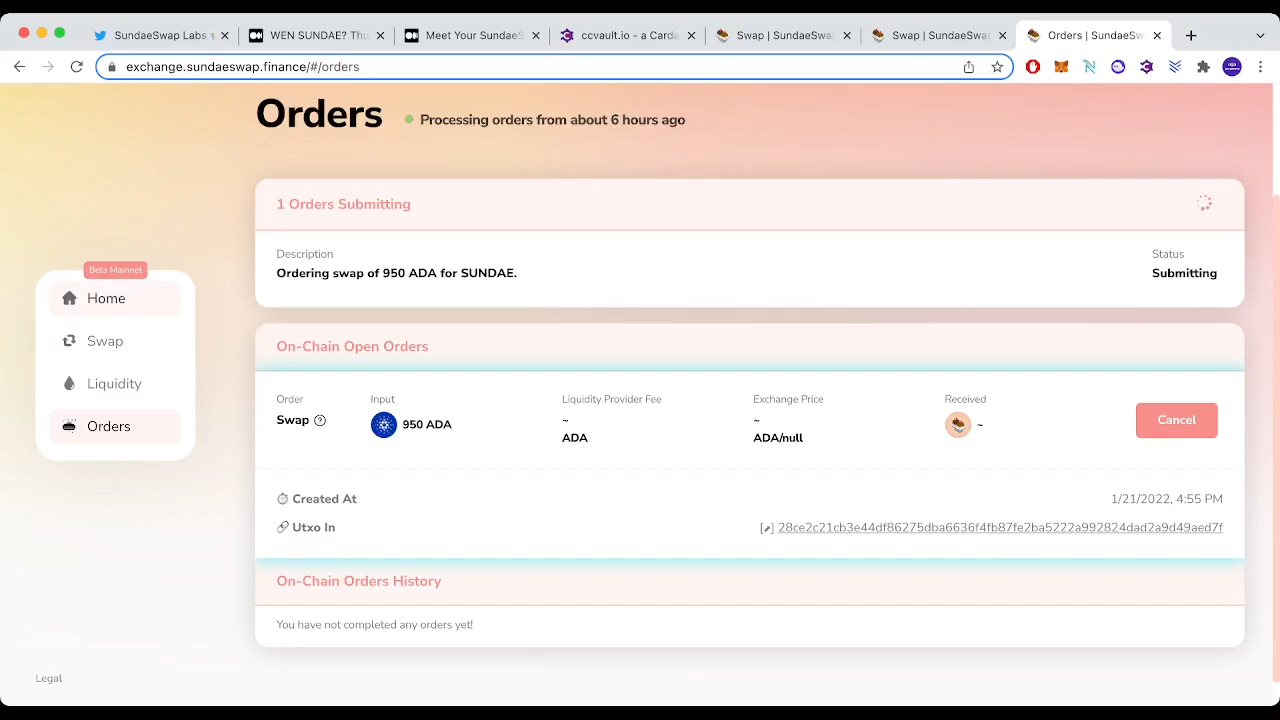 SundaeSwap Labs
WEN SUNDAE? Thu
Meet Your SundaeS
ccvault.io - a Carda
Swap | SundaeSwa
Swap | SundaeSwap
Orders | SundaeSw
exchange.sundaeswap.finance/#/orders
Orders
Processing orders from about 6 hours ago
1 Orders Submitting
Description
Status
Ordering swap of 950 ADA for SUNDAE.
Submitting
Beta Mainnet
Home
Swap
Liquidity
Orders
On-Chain Open Orders
Order
Input
Liquidity Provider Fee
Exchange Price
Received
Swap ?
950 ADA
~
ADA
~
ADA/null
~
Cancel
Created At
1/21/2022, 4:55 PM
Utxo In
28ce2c21cb3e44df86275dba6636f4fb87fe2ba5222a992824dad2a9d49aed7f
On-Chain Orders History
You have not completed any orders yet!
Legal